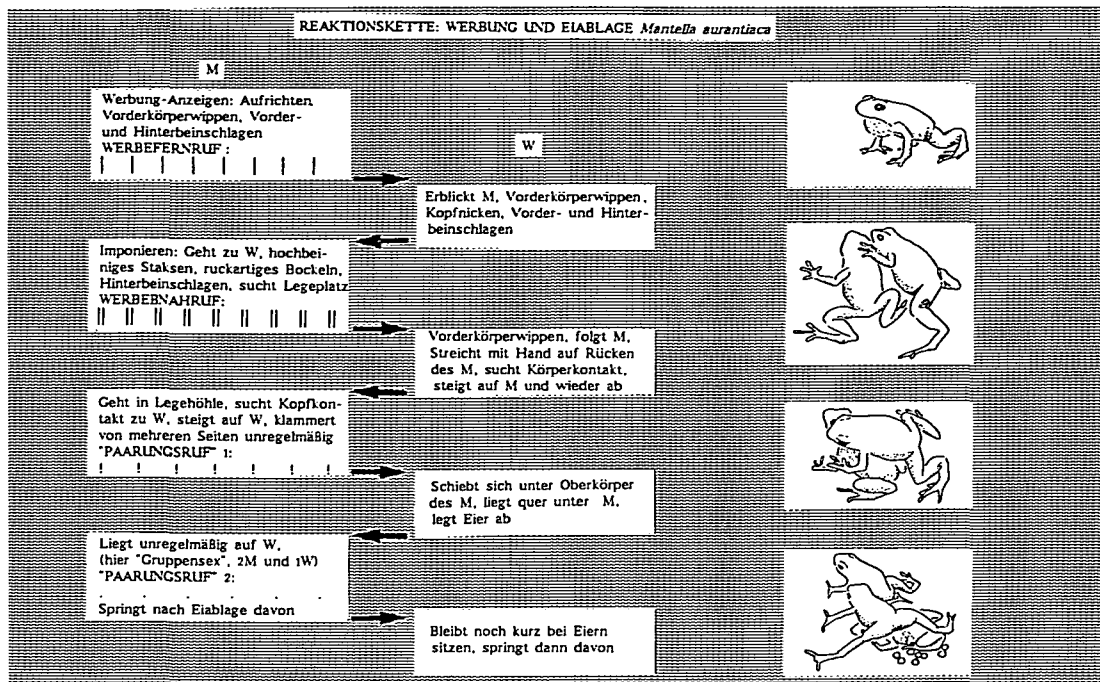 REAKTIONSKETTE: WERBUNG UND EIABLAGE Mantella aurantiaca
M
Werbung-Anzeigen: Aufrichten,
Vorderkörperwippen, Vorder-
und Hinterbeinschlagen
WERBEFERNRUF :
W
Erblickt M, Vorderkörperwippen,
Kopfnicken, Vorder- und Hinter-
beinschlagen
Imponieren: Geht zu W, hochbei-
niges Staksen, ruckartiges Bockeln,
Hinterbeinschlagen, sucht Legeplatz
WERBENAHRUF:
Vorderkörperwippen, folgt M,
Streicht mit Hand auf Rücken
des M, sucht Körperkontakt,
steigt auf M und wieder ab
Geht in Legehöhle, sucht Kopfkon-
takt zu W, steigt auf W, klammert
von mehreren Seiten unregelmäßig
"PAARUNGSRUF" 1:
Schiebt sich unter Oberkörper
des M, liegt quer unter M,
legt Eier ab
Liegt unregelmäßig auf W,
(hier "Gruppensex", 2M und 1W)
"PAARUNGSRUF" 2:
Springt nach Eiablage davon
Bleibt noch kurz bei Eiern
sitzen, springt dann davon